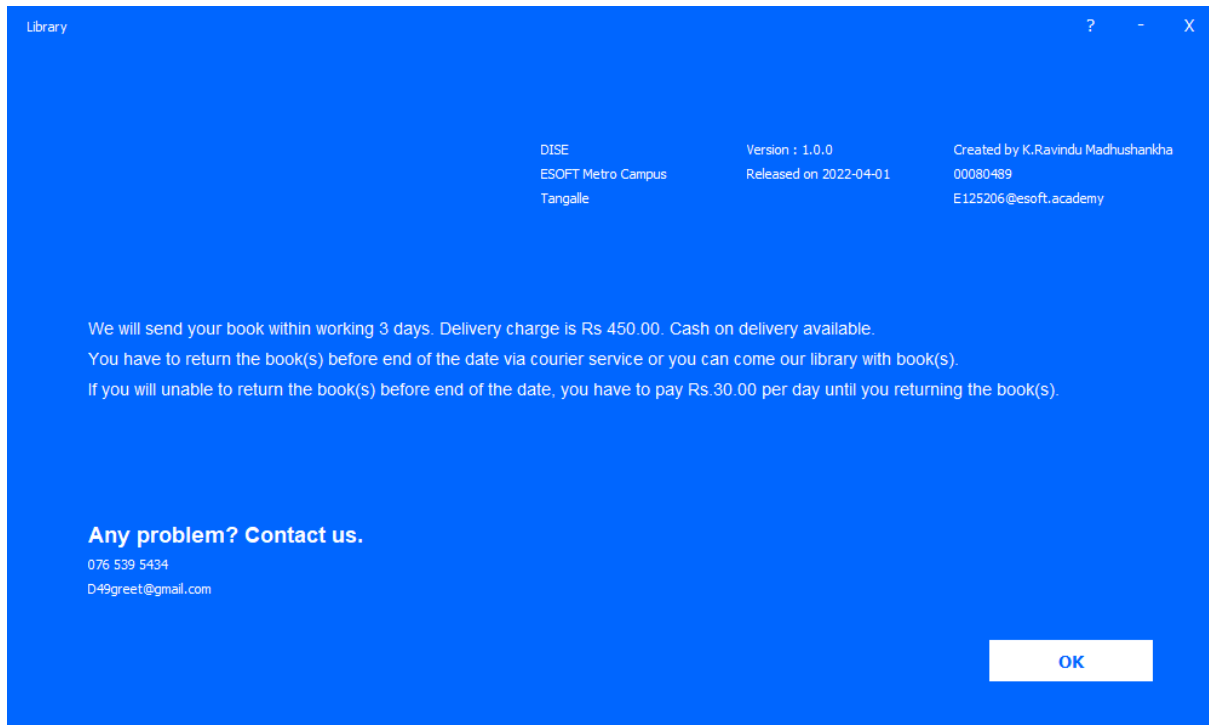 Library ? - X
DISE
ESOFT Metro Campus
Tangalle
Version : 1.0.0
Released on 2022-04-01
Created by K.Ravindu Madhushankha
00080489
E125206@esoft.academy
We will send your book within working 3 days. Delivery charge is Rs 450.00. Cash on delivery available.
You have to return the book(s) before end of the date via courier service or you can come our library with book(s).
If you will unable to return the book(s) before end of the date, you have to pay Rs.30.00 per day until you returning the book(s).
Any problem? Contact us.
076 539 5434
D49greet@gmail.com
OK